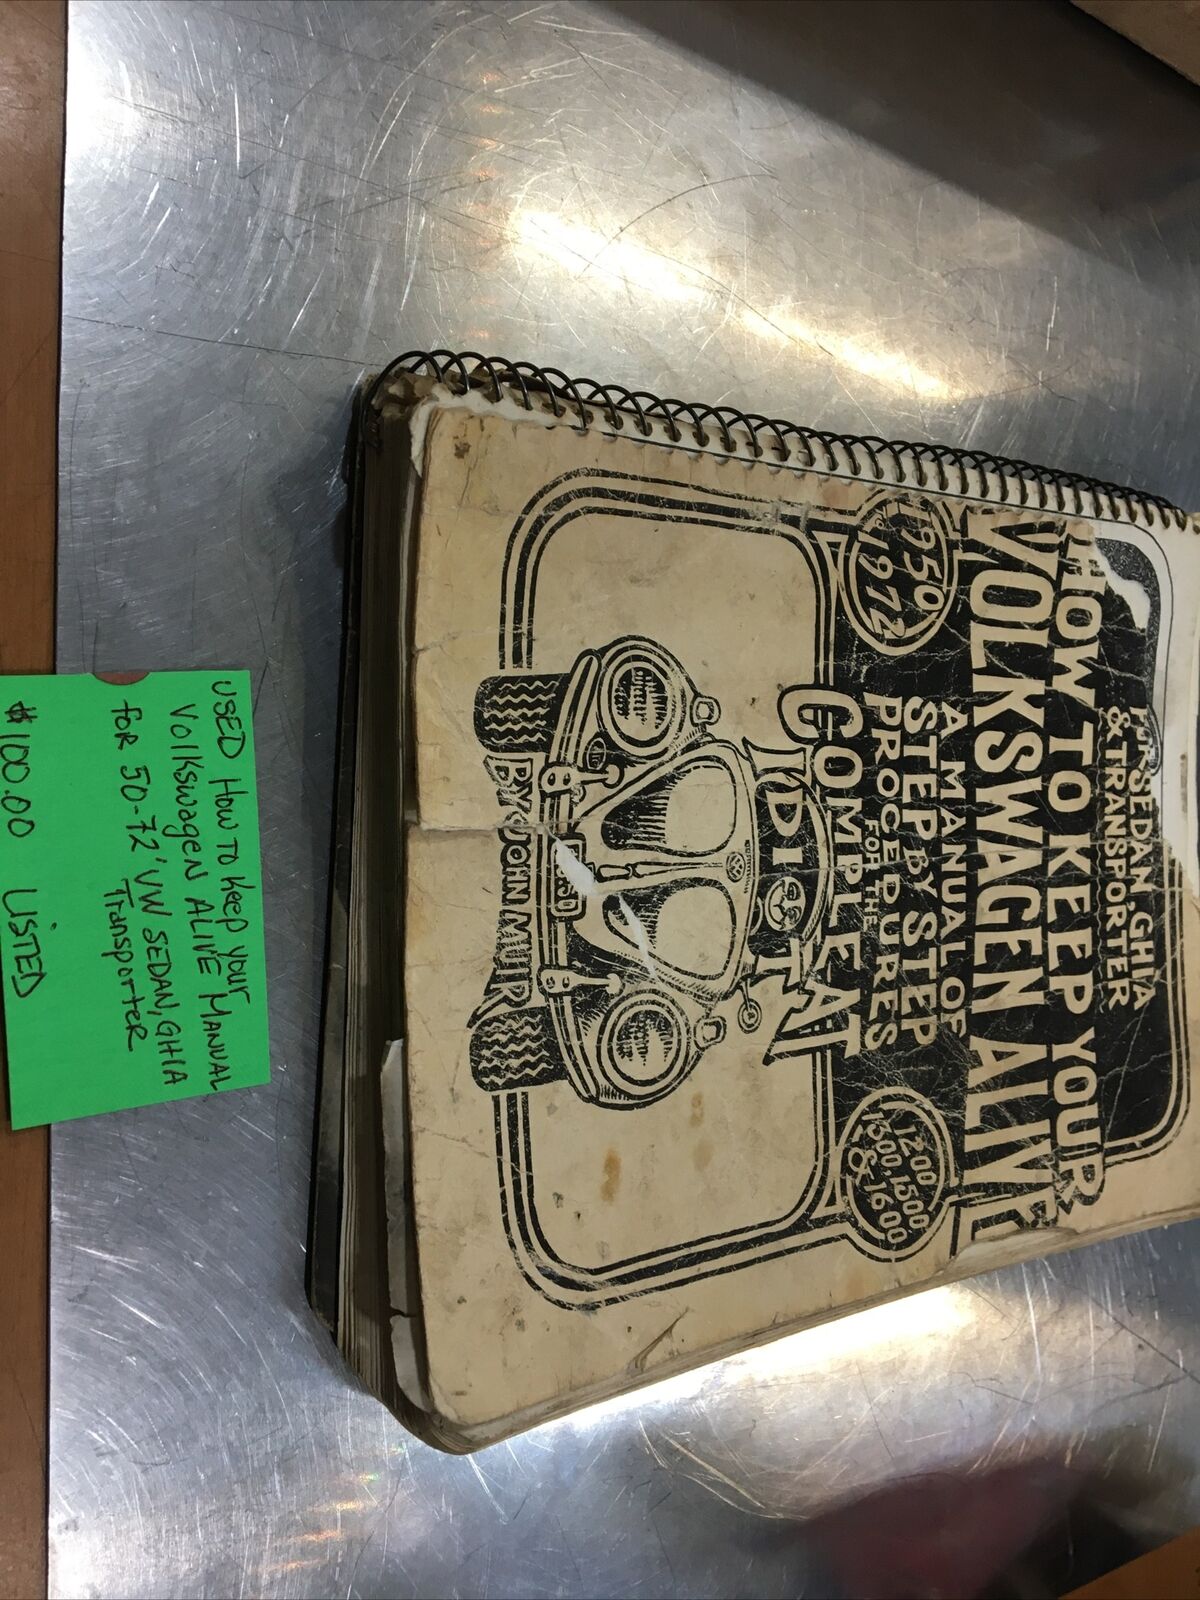 FOR SEDAN, GHIA
& TRANSPORTER
HOW TO KEEP YOUR
VOLKSWAGEN ALIVE
1950
TO
1972
A MANUAL OF
STEP BY STEP
PROCEDURES
FOR THE
COMPLEAT
IDIOT
1200
1300, 1500
& 1600
BY JOHN MUIR
USED HOW TO KEEP YOUR
VOLKSWAGEN ALIVE MANUAL
for 50-72' VW SEDAN, GHIA
Transporter
$100.00 LISTED